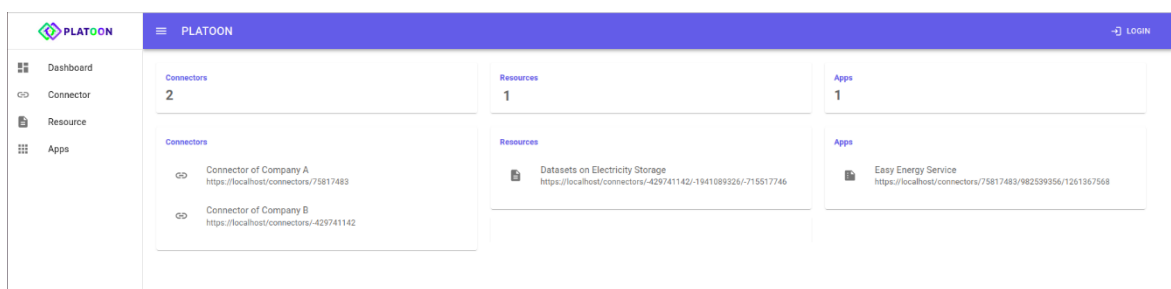 PLATOON
PLATOON
LOGIN
Dashboard
Connector
Resource
Apps
Connectors
2
Resources
1
Apps
1
Connectors
Connector of Company A
https://localhost/connectors/75817483
Connector of Company B
https://localhost/connectors/-429741142
Resources
Datasets on Electricity Storage
https://localhost/connectors/-429741142/-1941089326/-715517746
Apps
Easy Energy Service
https://localhost/connectors/75817483/982539356/1261367568